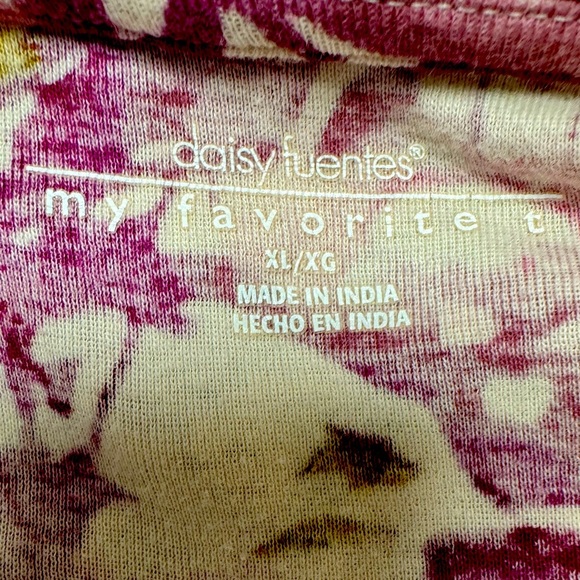 daisy fuentes®
my favorite t
XL/XG
MADE IN INDIA
HECHO EN INDIA